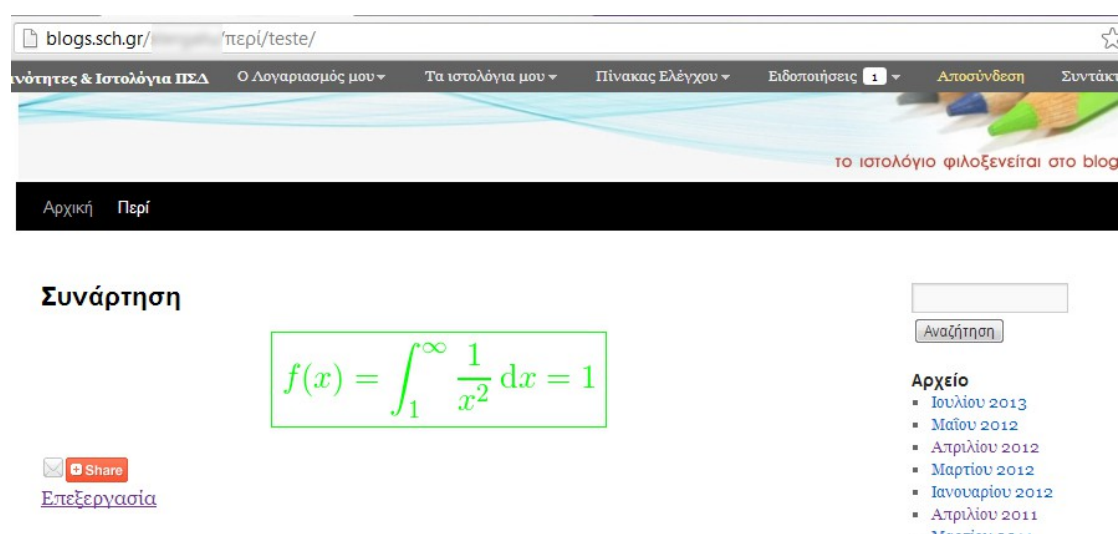 blogs.sch.gr/ /περί/teste/
νότητες & Ιστολόγια ΠΣΔ Ο Λογαριασμός μου Τα ιστολόγια μου Πίνακας Ελέγχου Ειδοποιήσεις 1 Αποσύνδεση Συντάκτ
το ιστολόγιο φιλοξενείται στο blog
Αρχική Περί
Συνάρτηση
f(x) = ∫₁^∞ 1/x² dx = 1
Share
Επεξεργασία
Αναζήτηση
Αρχείο
Ιουλίου 2013
Μαΐου 2012
Απριλίου 2012
Μαρτίου 2012
Ιανουαρίου 2012
Απριλίου 2011